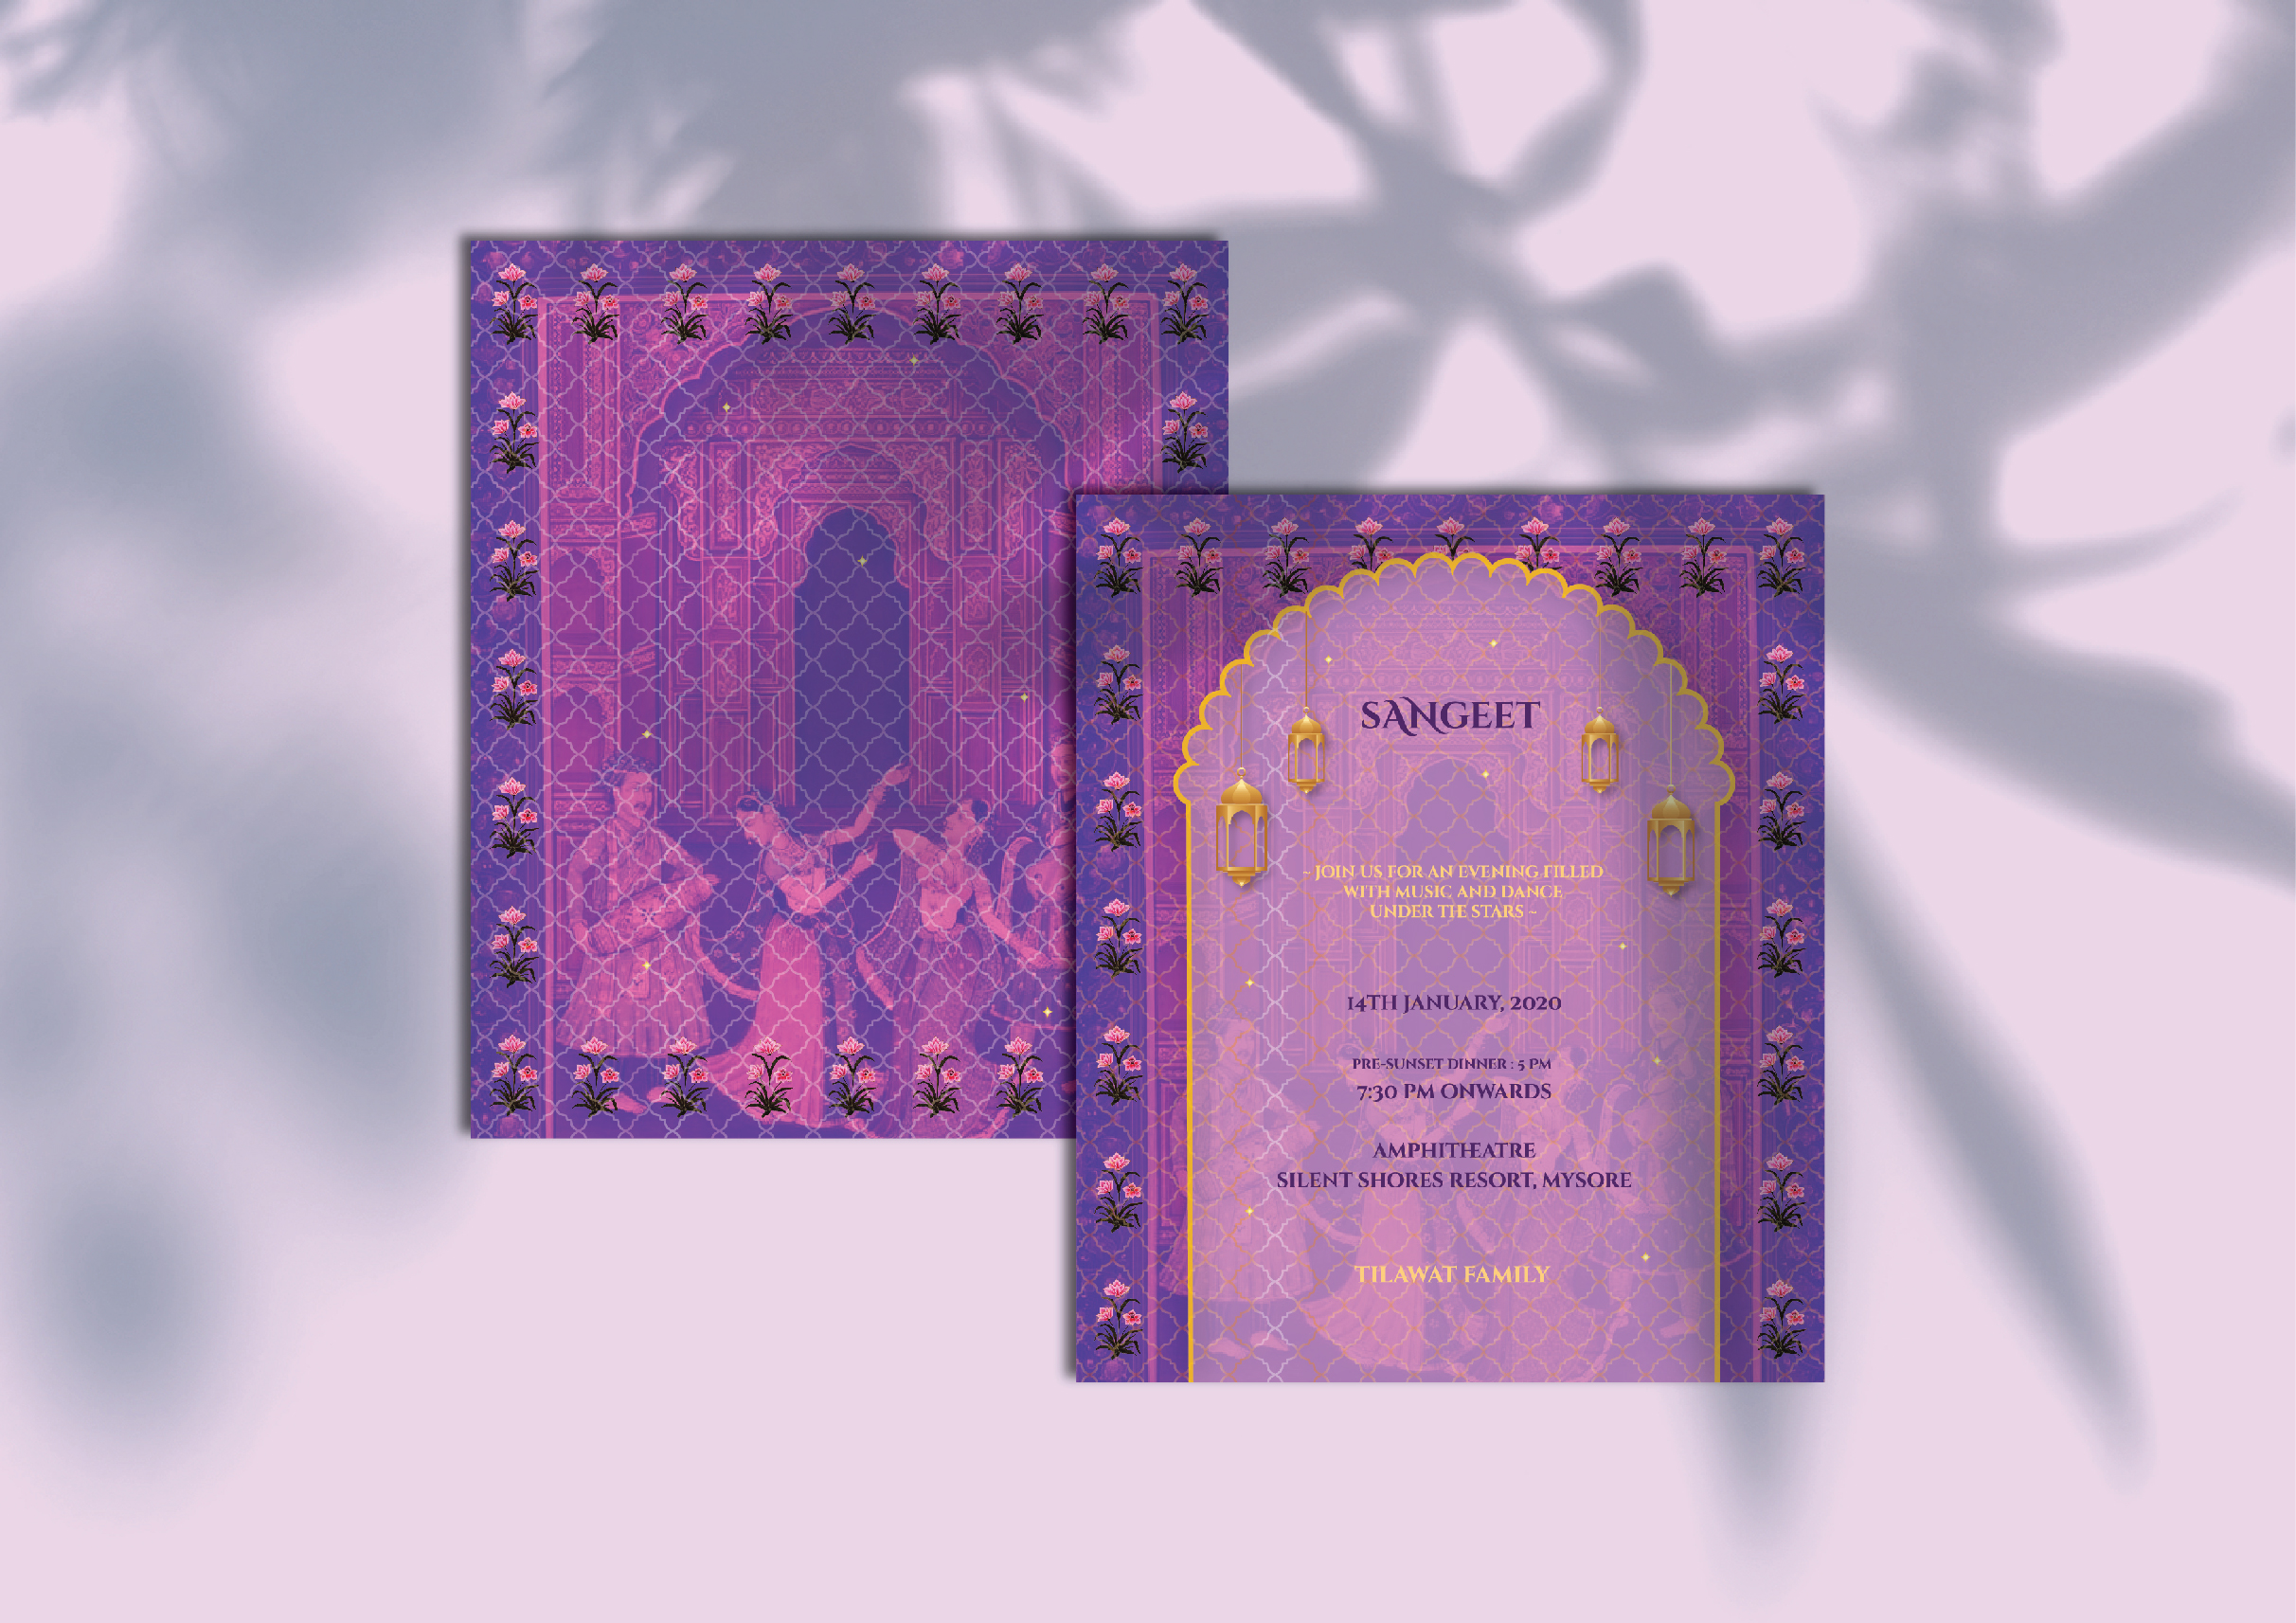 SANGEET
~ JOIN US FOR AN EVENING FILLED
WITH MUSIC AND DANCE
UNDER THE STARS ~
14TH JANUARY, 2020
PRE-SUNSET DINNER : 5 PM
7:30 PM ONWARDS
AMPHITHEATRE
SILENT SHORES RESORT, MYSORE
TILAWAT FAMILY